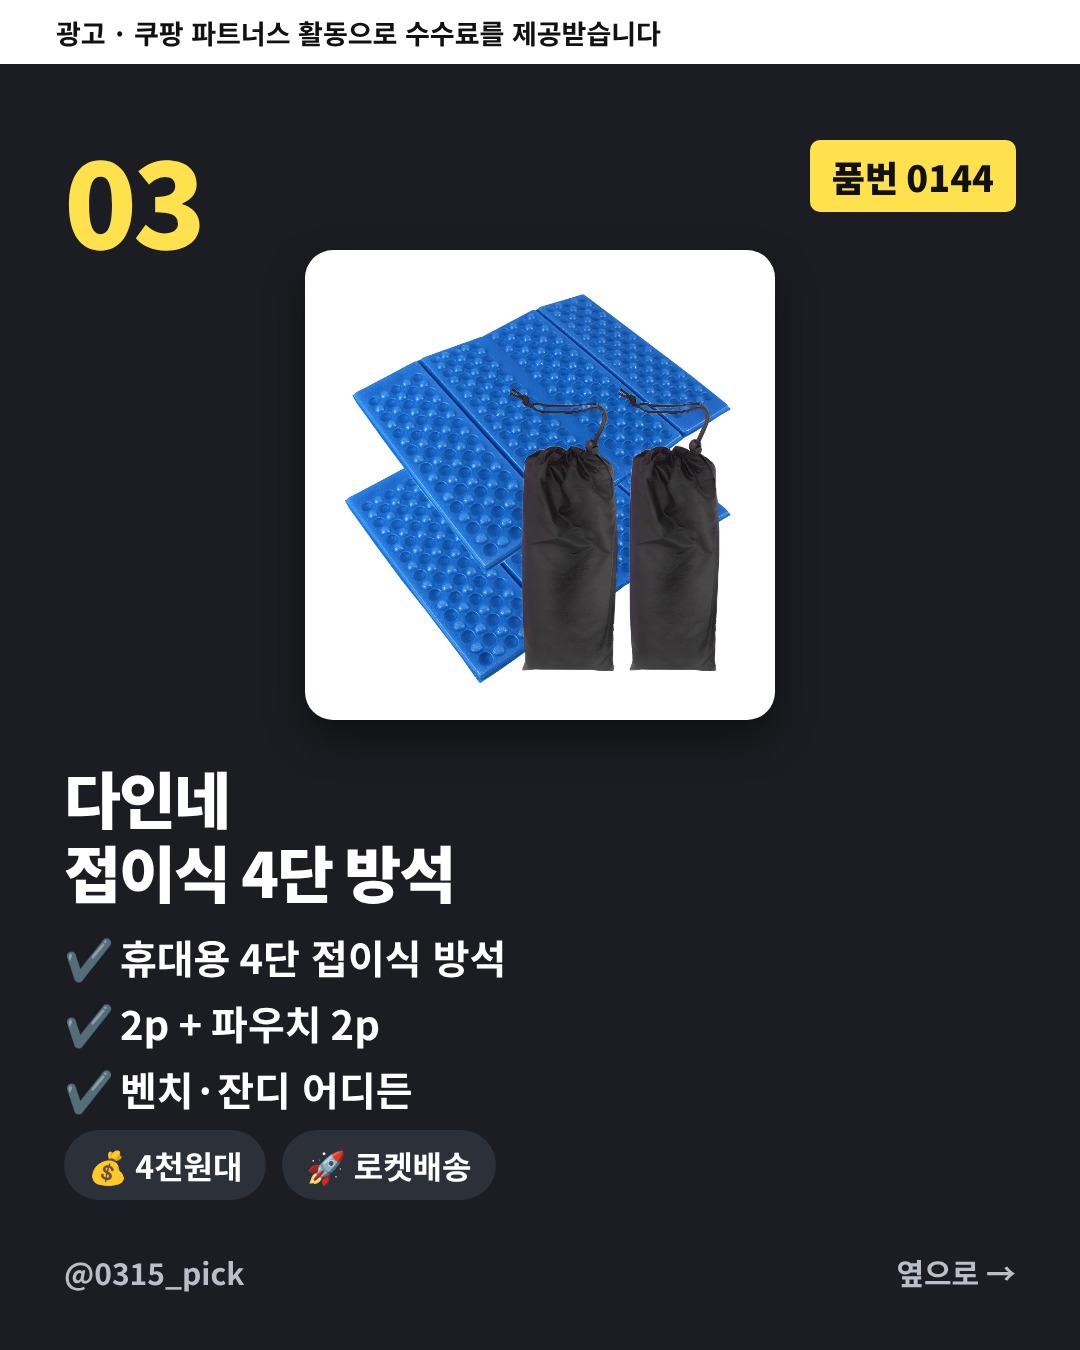 광고 · 쿠팡 파트너스 활동으로 수수료를 제공받습니다
03
품번 0144
다인네
접이식 4단 방석
✔️ 휴대용 4단 접이식 방석
✔️ 2p + 파우치 2p
✔️ 벤치·잔디 어디든
💰 4천원대
🚀 로켓배송
@0315_pick
옆으로 →